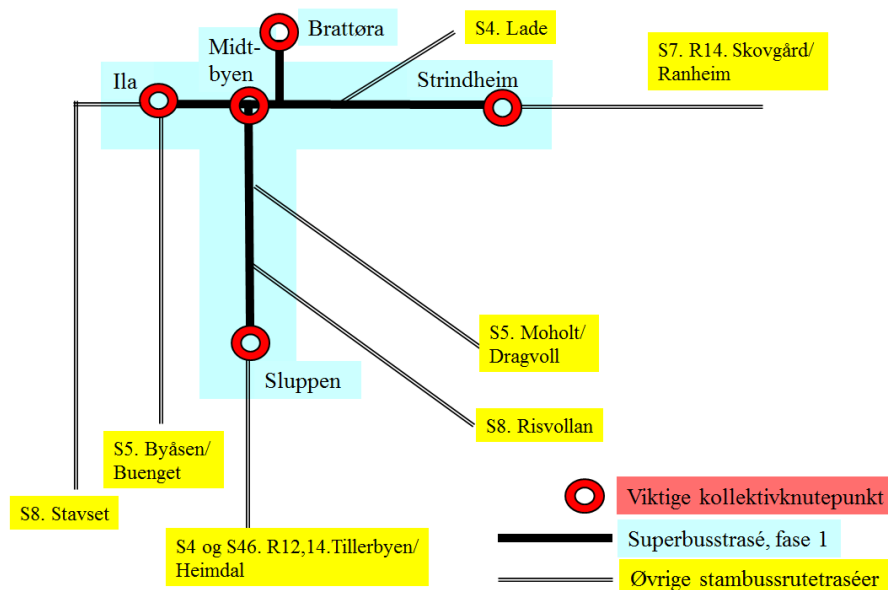 Brattøra
S4. Lade
Midt-
byen
S7. R14. Skovgård/
Ranheim
Ila
Strindheim
S5. Moholt/
Dragvoll
Sluppen
S8. Risvollan
S5. Byåsen/
Buenget
S8. Stavset
S4 og S46. R12,14.Tillerbyen/
Heimdal
Viktige kollektivknutepunkt
Superbusstrasé, fase 1
Øvrige stambussrutetraséer